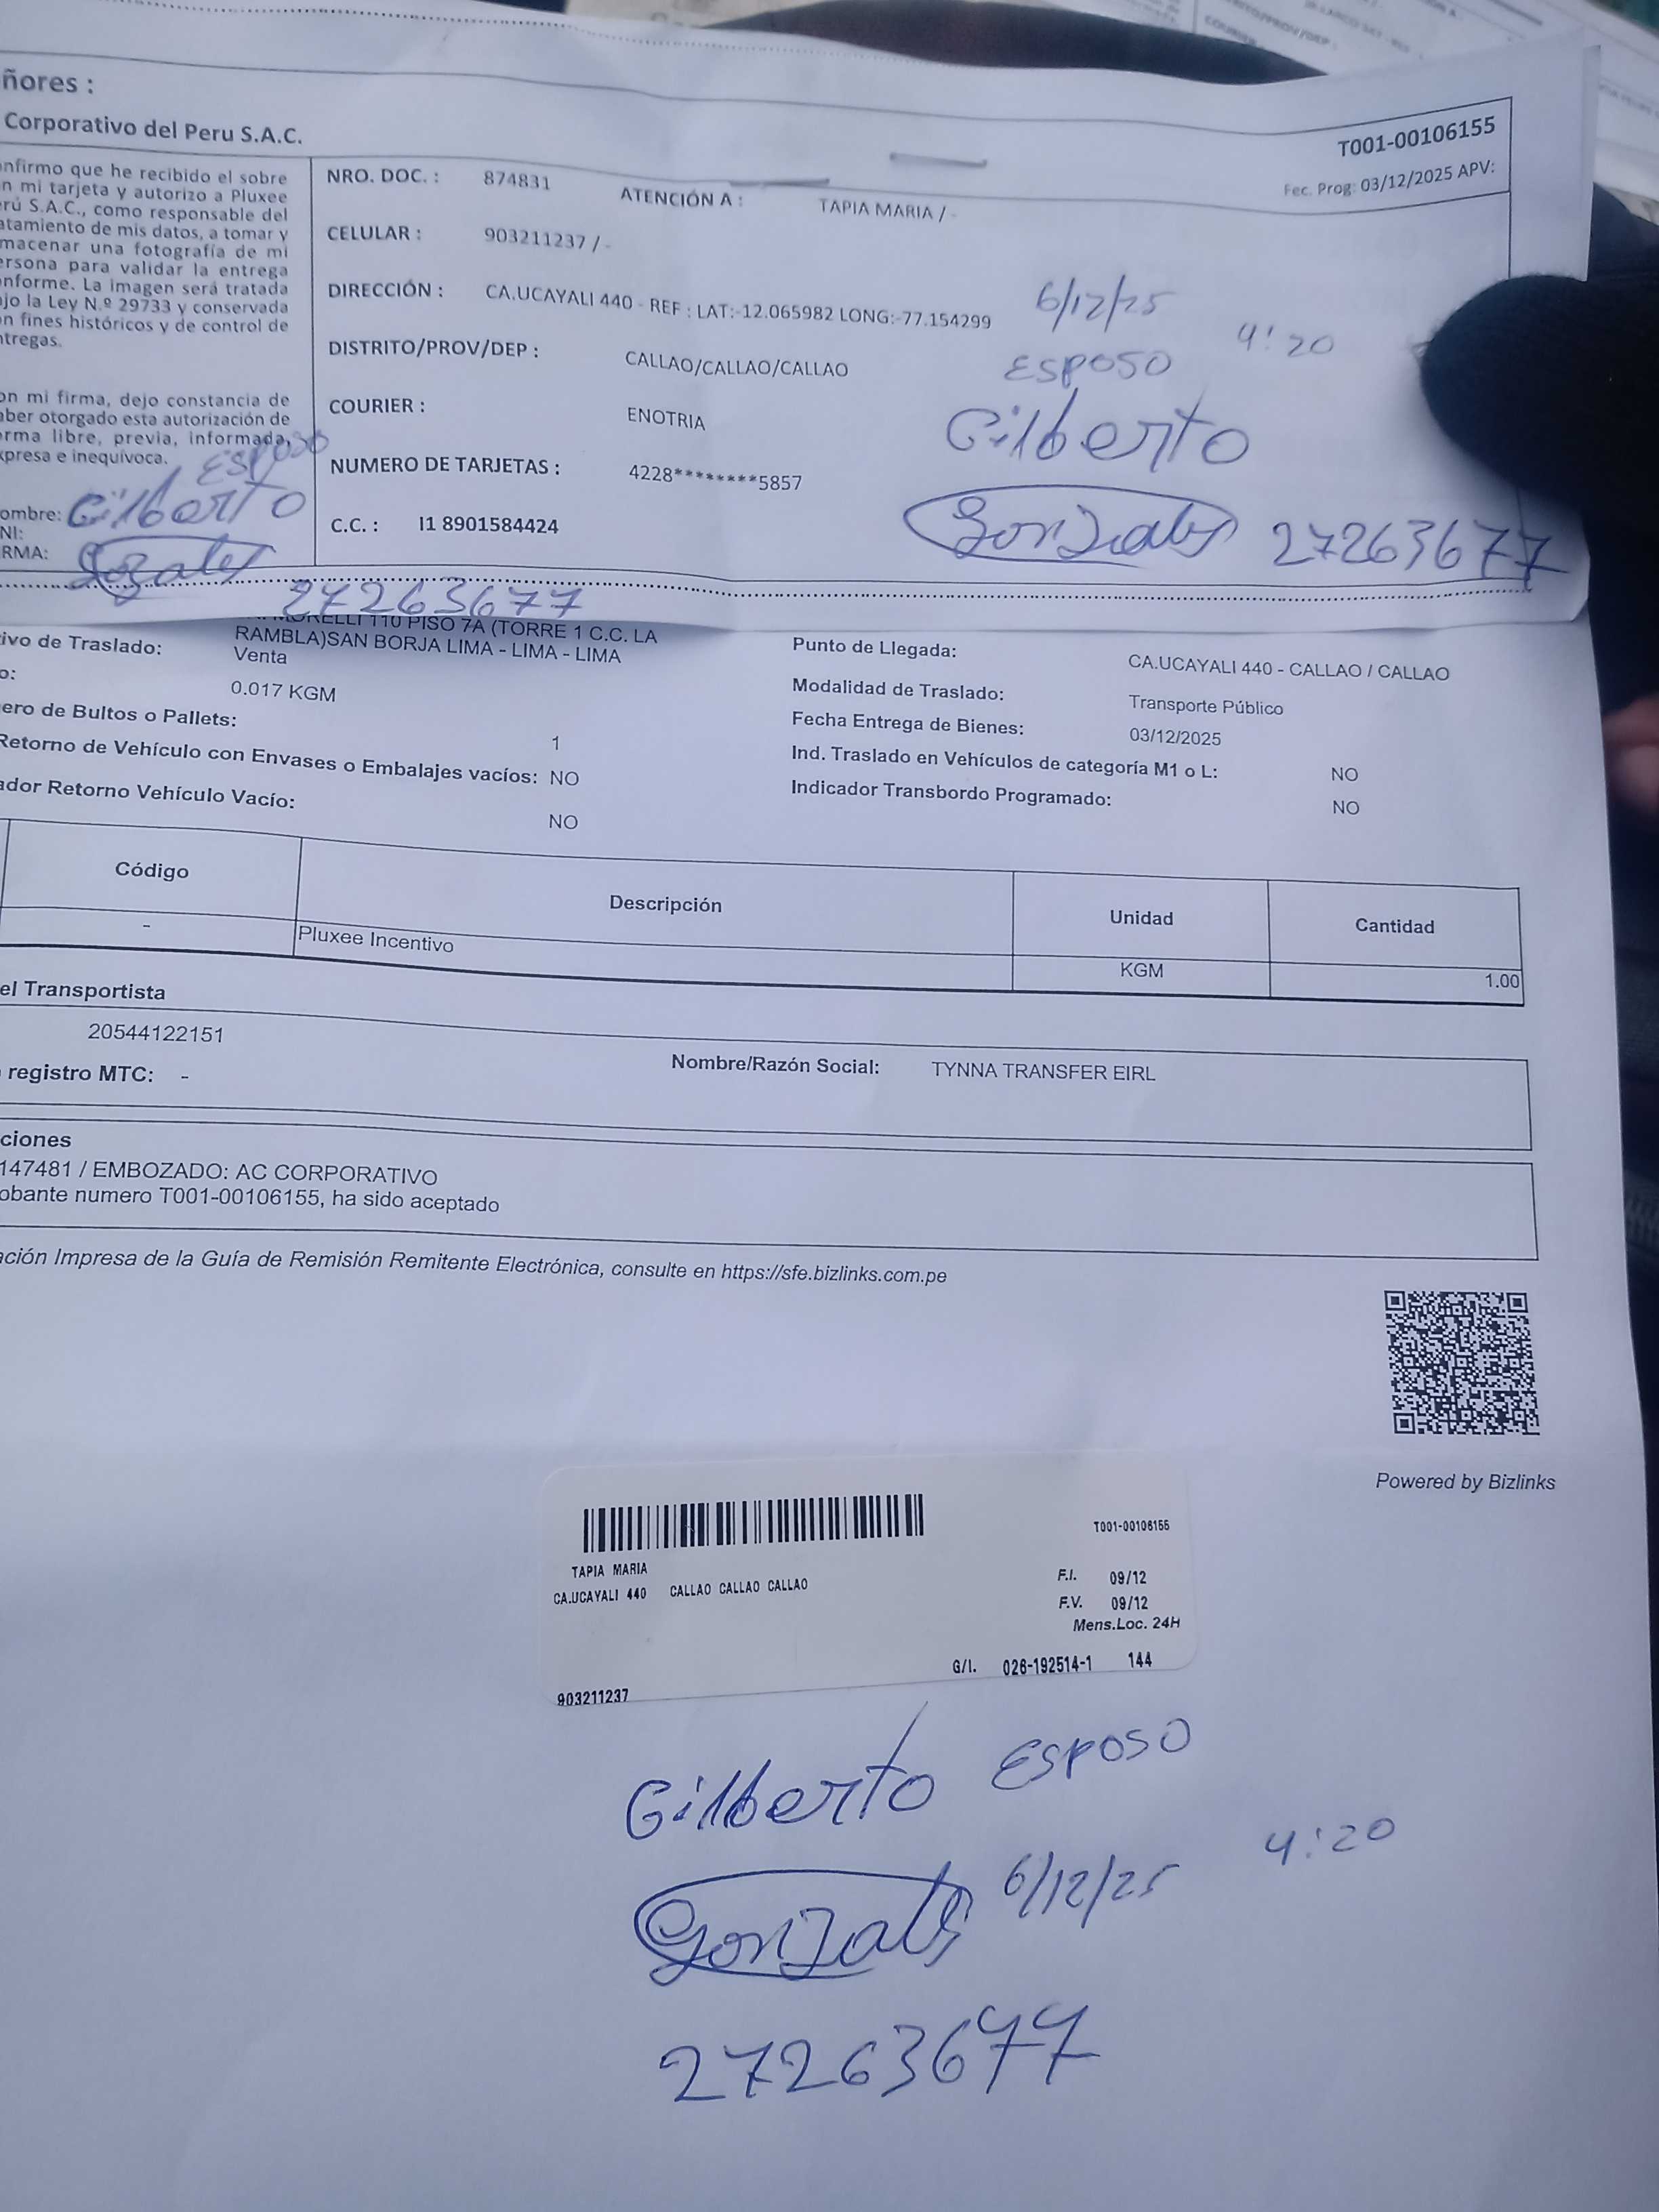 ñores :
Corporativo del Peru S.A.C.
T001-00106155
Fec. Prog: 03/12/2025 APV:
nfirmo que he recibido el sobre
n mi tarjeta y autorizo a Pluxee
rú S.A.C., como responsable del
atamiento de mis datos, a tomar y
macenar una fotografía de mi
ersona para validar la entrega
nforme. La imagen será tratada
jo la Ley N.º 29733 y conservada
n fines históricos y de control de
tregas.
on mi firma, dejo constancia de
aber otorgado esta autorización de
rma libre, previa, informada,
xpresa e inequívoca.
Esposo
ombre: Gilberto
NI:
RMA: Gozales
27263677
NRO. DOC. : 874831
ATENCIÓN A : TAPIA MARIA / -
CELULAR : 903211237 / -
DIRECCIÓN : CA.UCAYALI 440 - REF : LAT:-12.065982 LONG:-77.154299
DISTRITO/PROV/DEP : CALLAO/CALLAO/CALLAO
COURIER : ENOTRIA
NUMERO DE TARJETAS : 4228********5857
C.C. : I1 8901584424
6/12/25 4:20
Esposo
Gilberto
Gonzales 27263677
MORELLI 110 PISO 7A (TORRE 1 C.C. LA
RAMBLA)SAN BORJA LIMA - LIMA - LIMA
ivo de Traslado: Venta
o: 0.017 KGM
ero de Bultos o Pallets: 1
Retorno de Vehículo con Envases o Embalajes vacíos: NO
ador Retorno Vehículo Vacío: NO
Punto de Llegada: CA.UCAYALI 440 - CALLAO / CALLAO
Modalidad de Traslado: Transporte Público
Fecha Entrega de Bienes: 03/12/2025
Ind. Traslado en Vehículos de categoría M1 o L: NO
Indicador Transbordo Programado: NO
Código Descripción Unidad Cantidad
- Pluxee Incentivo KGM 1.00
el Transportista
20544122151
Nombre/Razón Social: TYNNA TRANSFER EIRL
registro MTC: -
ciones
147481 / EMBOZADO: AC CORPORATIVO
obante numero T001-00106155, ha sido aceptado
ación Impresa de la Guía de Remisión Remitente Electrónica, consulte en https://sfe.bizlinks.com.pe
Powered by Bizlinks
T001-00106155
TAPIA MARIA
CA.UCAYALI 440 CALLAO CALLAO CALLAO
F.I. 09/12
F.V. 09/12
Mens.Loc. 24H
G/I. 026-192514-1 144
903211237
Gilberto Esposo
Gonzales 6/12/25 4:20
27263677